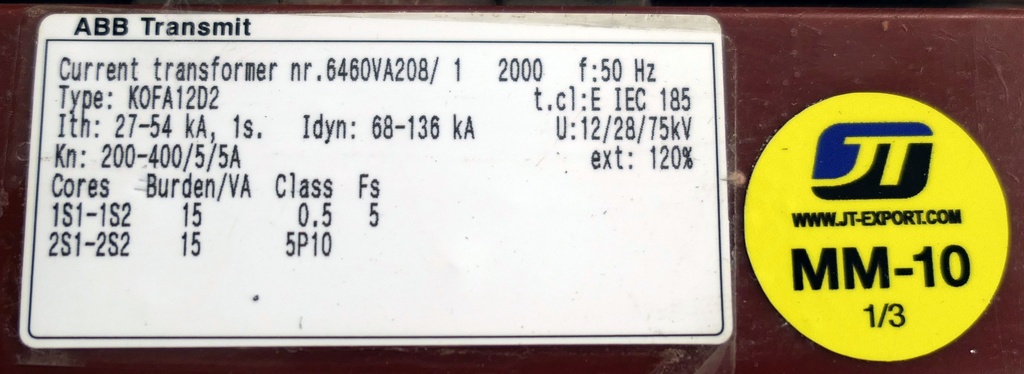 ABB Transmit
Current transformer nr.6460VA208/ 1 2000 f:50 Hz
Type: KOFA12D2 t.cl:E IEC 185
Ith: 27-54 kA, 1s. Idyn: 68-136 kA U:12/28/75kV
Kn: 200-400/5/5A ext: 120%
Cores Burden/VA Class Fs
1S1-1S2 15 0.5 5
2S1-2S2 15 5P10
JT
WWW.JT-EXPORT.COM
MM-10
1/3